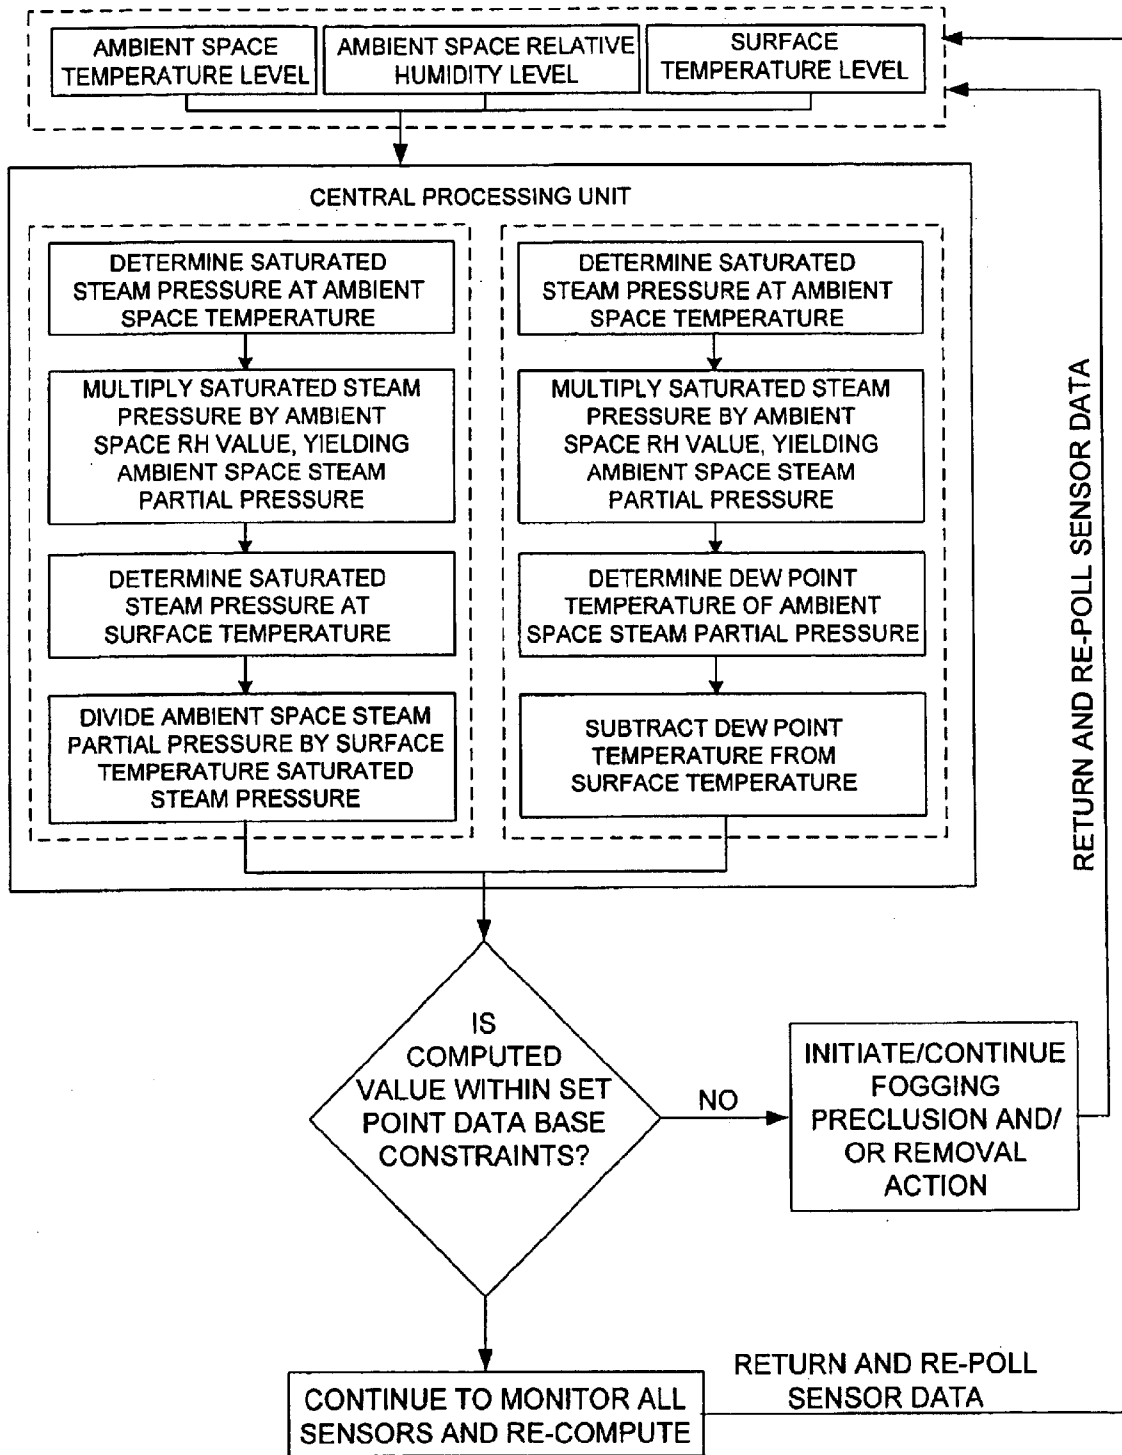 AMBIENT SPACE
TEMPERATURE LEVEL
AMBIENT SPACE RELATIVE
HUMIDITY LEVEL
SURFACE
TEMPERATURE LEVEL
CENTRAL PROCESSING UNIT
DETERMINE SATURATED
STEAM PRESSURE AT AMBIENT
SPACE TEMPERATURE
MULTIPLY SATURATED STEAM
PRESSURE BY AMBIENT
SPACE RH VALUE, YIELDING
AMBIENT SPACE STEAM
PARTIAL PRESSURE
DETERMINE SATURATED
STEAM PRESSURE AT
SURFACE TEMPERATURE
DIVIDE AMBIENT SPACE STEAM
PARTIAL PRESSURE BY SURFACE
TEMPERATURE SATURATED
STEAM PRESSURE
DETERMINE SATURATED
STEAM PRESSURE AT AMBIENT
SPACE TEMPERATURE
MULTIPLY SATURATED STEAM
PRESSURE BY AMBIENT
SPACE RH VALUE, YIELDING
AMBIENT SPACE STEAM
PARTIAL PRESSURE
DETERMINE DEW POINT
TEMPERATURE OF AMBIENT
SPACE STEAM PARTIAL PRESSURE
SUBTRACT DEW POINT
TEMPERATURE FROM
SURFACE TEMPERATURE
RETURN AND RE-POLL SENSOR DATA
IS
COMPUTED
VALUE WITHIN SET
POINT DATA BASE
CONSTRAINTS?
NO
INITIATE/CONTINUE
FOGGING
PRECLUSION AND/
OR REMOVAL
ACTION
CONTINUE TO MONITOR ALL
SENSORS AND RE-COMPUTE
RETURN AND RE-POLL
SENSOR DATA